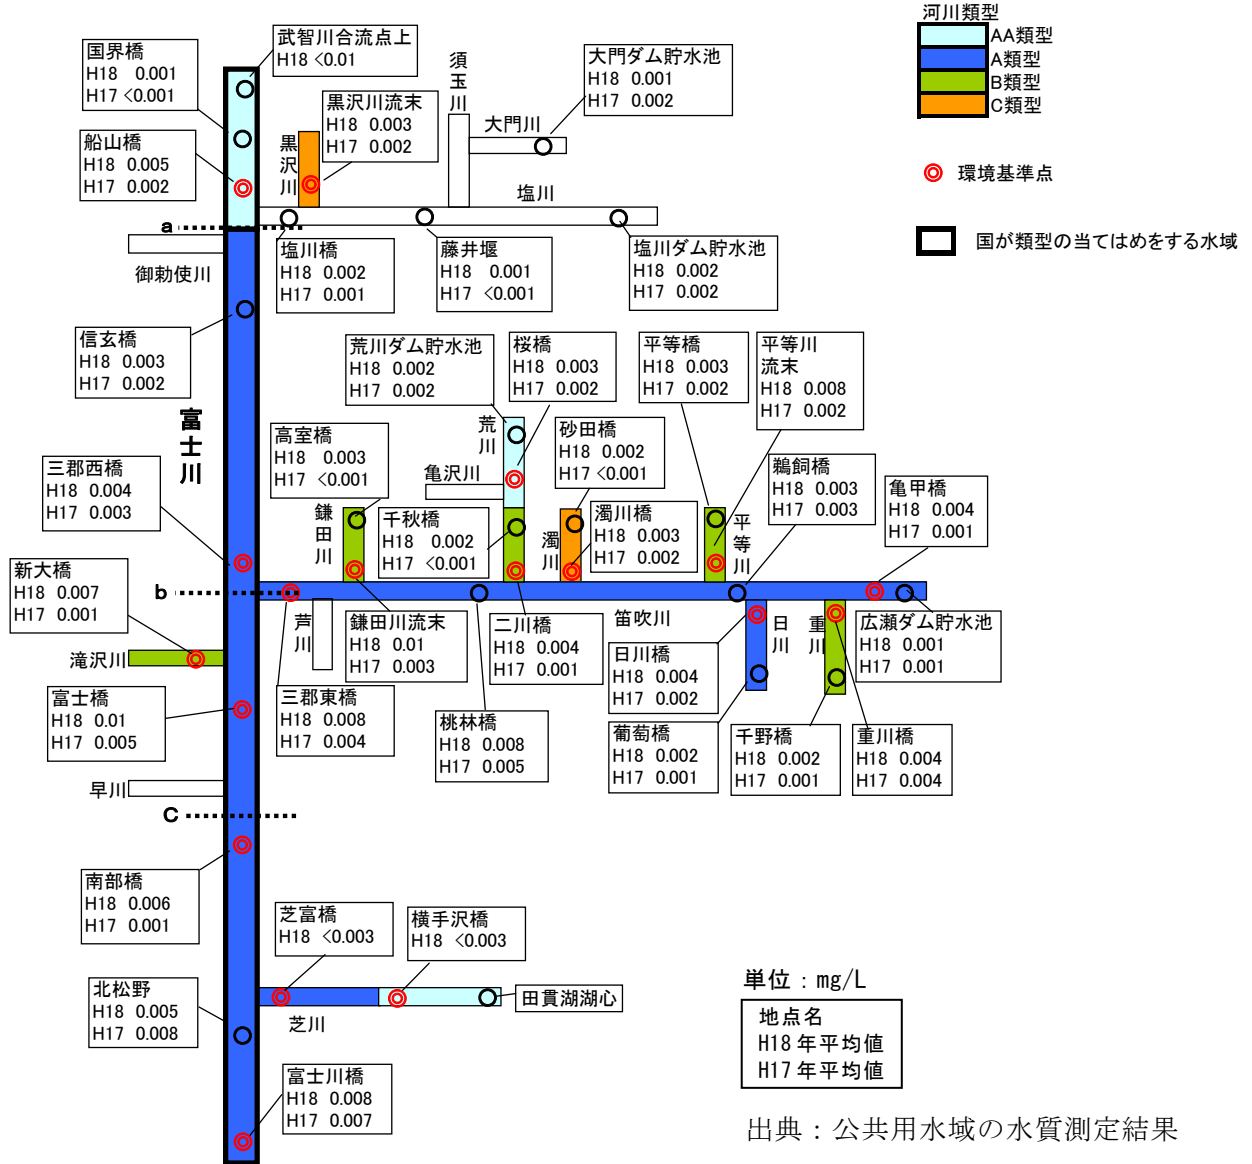 河川類型
AA類型
A類型
B類型
C類型
環境基準点
国が類型の当てはめをする水域
国界橋
H18 0.001
H17 <0.001
武智川合流点上
H18 <0.01
須玉川
大門ダム貯水池
H18 0.001
H17 0.002
大門川
船山橋
H18 0.005
H17 0.002
黒沢川
黒沢川流末
H18 0.003
H17 0.002
塩川
a
御勅使川
塩川橋
H18 0.002
H17 0.001
藤井堰
H18 0.001
H17 <0.001
塩川ダム貯水池
H18 0.002
H17 0.002
信玄橋
H18 0.003
H17 0.002
荒川ダム貯水池
H18 0.002
H17 0.002
桜橋
H18 0.003
H17 0.002
平等橋
H18 0.003
H17 0.002
平等川
流末
H18 0.008
H17 0.002
富士川
荒川
高室橋
H18 0.003
H17 <0.001
砂田橋
H18 0.002
H17 <0.001
亀沢川
三郡西橋
H18 0.004
H17 0.003
鵜飼橋
H18 0.003
H17 0.003
亀甲橋
H18 0.004
H17 0.001
鎌田川
千秋橋
H18 0.002
H17 <0.001
濁川
濁川橋
H18 0.003
H17 0.002
平等川
新大橋
H18 0.007
H17 0.001
b
芦川
鎌田川流末
H18 0.01
H17 0.003
二川橋
H18 0.004
H17 0.001
笛吹川
日川
重川
広瀬ダム貯水池
H18 0.001
H17 0.001
滝沢川
日川橋
H18 0.004
H17 0.002
富士橋
H18 0.01
H17 0.005
三郡東橋
H18 0.008
H17 0.004
桃林橋
H18 0.008
H17 0.005
葡萄橋
H18 0.002
H17 0.001
千野橋
H18 0.002
H17 0.001
重川橋
H18 0.004
H17 0.004
早川
C
南部橋
H18 0.006
H17 0.001
芝富橋
H18 <0.003
横手沢橋
H18 <0.003
北松野
H18 0.005
H17 0.008
芝川
田貫湖湖心
富士川橋
H18 0.008
H17 0.007
単位：mg/L
地点名
H18年平均値
H17年平均値
出典：公共用水域の水質測定結果